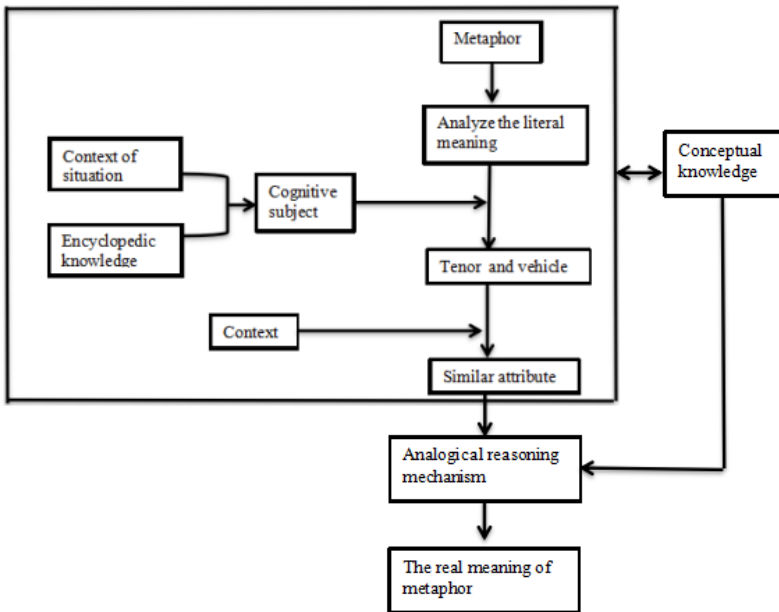 Metaphor
Analyze the literal
meaning
Context of
situation
Cognitive
subject
Encyclopedic
knowledge
Conceptual
knowledge
Tenor and vehicle
Context
Similar attribute
Analogical reasoning
mechanism
The real meaning of
metaphor